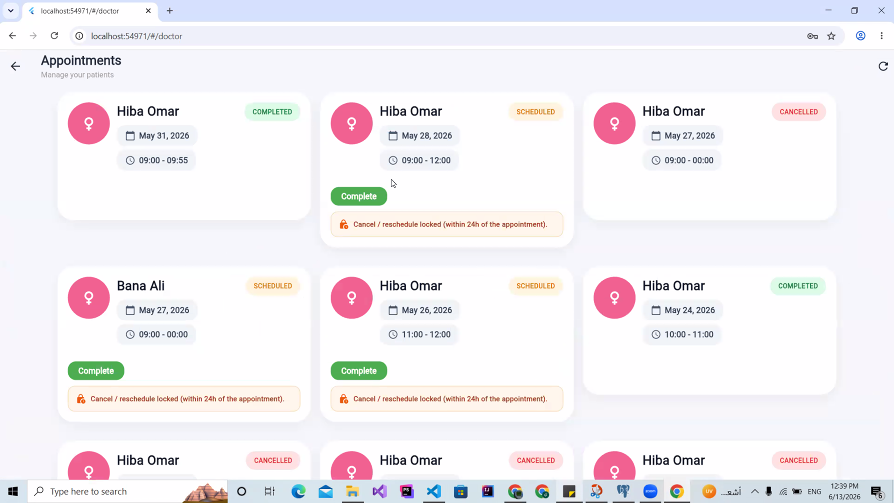 localhost:54971/#/doctor
localhost:54971/#/doctor
Appointments
Manage your patients
Hiba Omar
COMPLETED
May 31, 2026
09:00 - 09:55
Hiba Omar
SCHEDULED
May 28, 2026
09:00 - 12:00
Complete
Cancel / reschedule locked (within 24h of the appointment).
Hiba Omar
CANCELLED
May 27, 2026
09:00 - 00:00
Bana Ali
SCHEDULED
May 27, 2026
09:00 - 00:00
Complete
Cancel / reschedule locked (within 24h of the appointment).
Hiba Omar
SCHEDULED
May 26, 2026
11:00 - 12:00
Complete
Cancel / reschedule locked (within 24h of the appointment).
Hiba Omar
COMPLETED
May 24, 2026
10:00 - 11:00
Hiba Omar
CANCELLED
Hiba Omar
CANCELLED
Hiba Omar
CANCELLED
Type here to search
UV
ENG
12:39 PM
6/13/2026